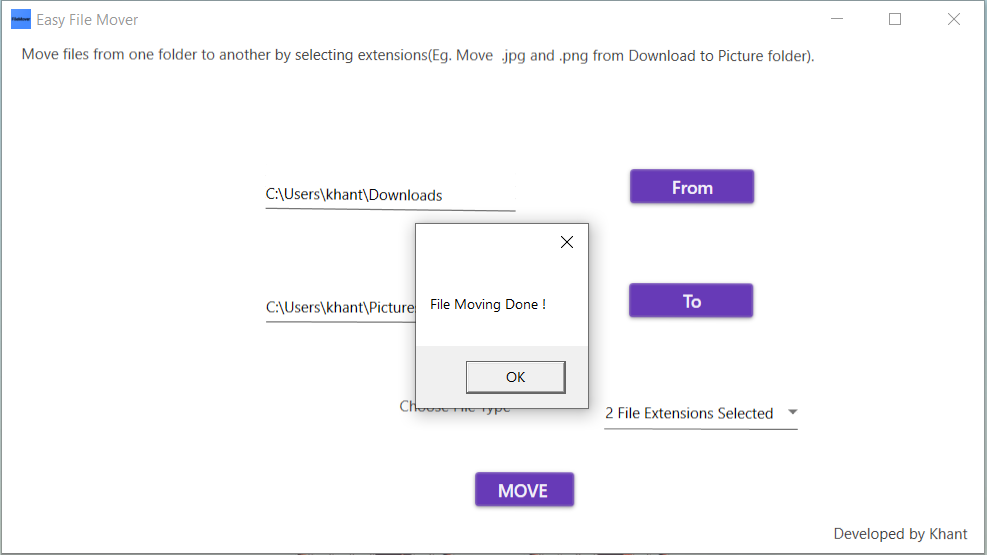 Easy File Mover
Move files from one folder to another by selecting extensions(Eg. Move  .jpg and .png from Download to Picture folder).
C:\Users\khant\Downloads
From
File Moving Done !
C:\Users\khant\Picture
To
OK
Choose File Type
2 File Extensions Selected
MOVE
Developed by Khant